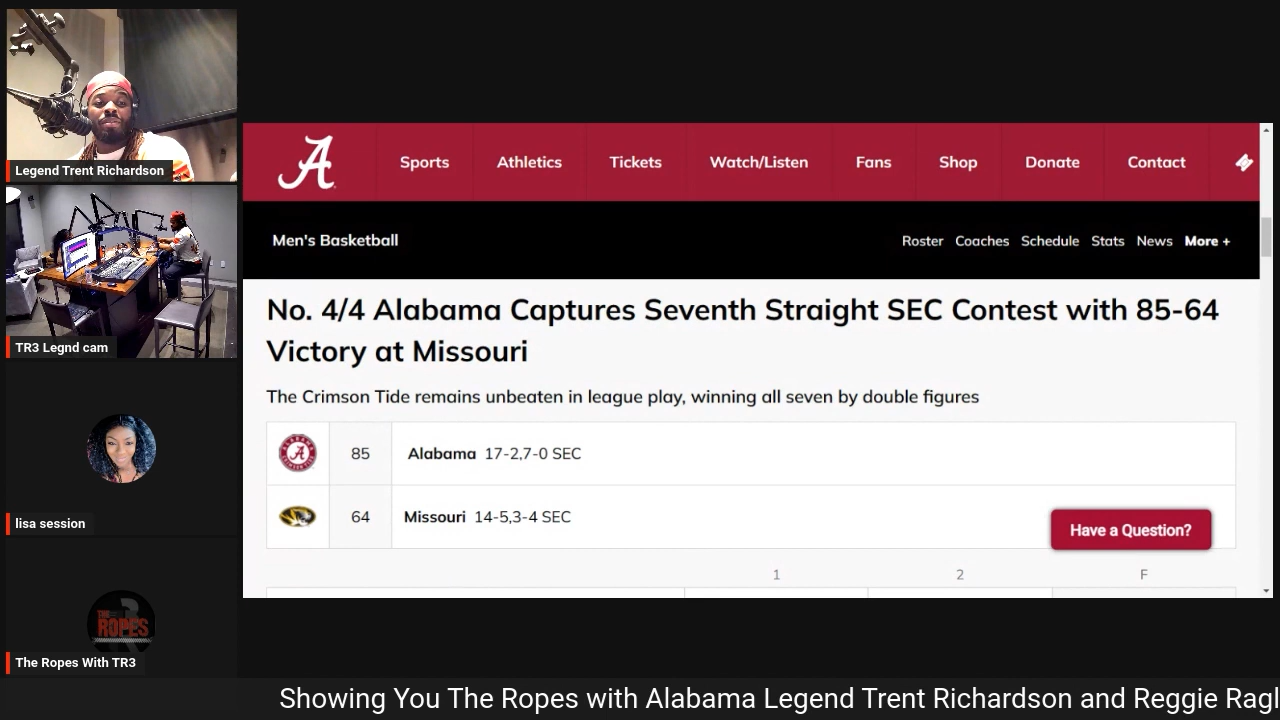 Legend Trent Richardson
TR3 Legnd cam
lisa session
THE
ROPES
The Ropes With TR3
A
Sports Athletics Tickets Watch/Listen Fans Shop Donate Contact
Men's Basketball Roster Coaches Schedule Stats News More +
No. 4/4 Alabama Captures Seventh Straight SEC Contest with 85-64
Victory at Missouri
The Crimson Tide remains unbeaten in league play, winning all seven by double figures
85 Alabama 17-2,7-0 SEC
64 Missouri 14-5,3-4 SEC
Have a Question?
1 2 F
Showing You The Ropes with Alabama Legend Trent Richardson and Reggie Ragl